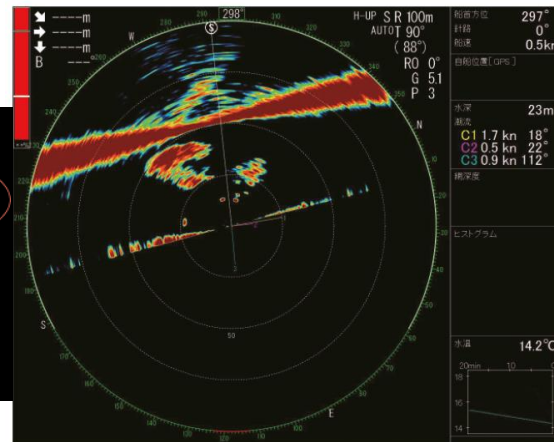 298°
----m
----m
----m
B ---°
H-UP S R 100m
AUTO T 90°
(88°)
R0 0°
G 5.1
P 3
S
W
N
S
E
50
船首方位 297°
針路 0°
船速 0.5kn
自船位置[GPS]
水深 23m
潮流
C1 1.7 kn 18°
C2 0.5 kn 22°
C3 0.9 kn 112°
網深度
ヒストグラム
水温 14.2°C
20min 10 0
18
16
14